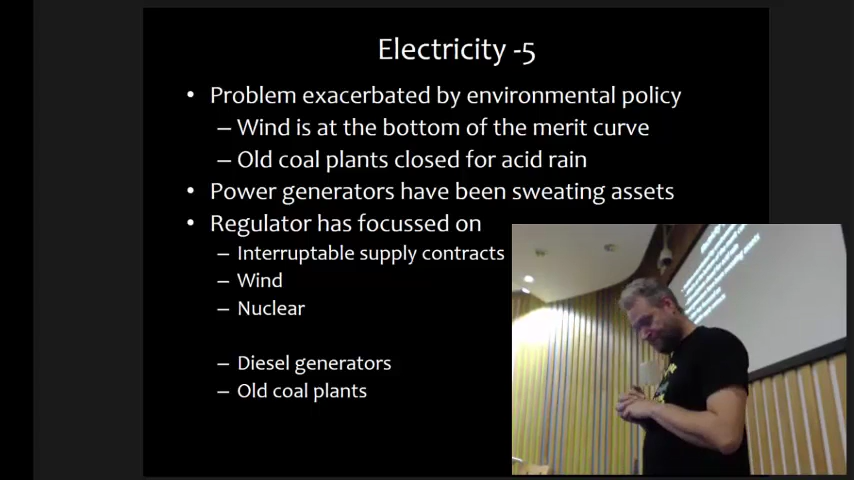 Electricity -5
• Problem exacerbated by environmental policy
– Wind is at the bottom of the merit curve
– Old coal plants closed for acid rain
• Power generators have been sweating assets
• Regulator has focussed on
– Interruptable supply contracts
– Wind
– Nuclear
– Diesel generators
– Old coal plants